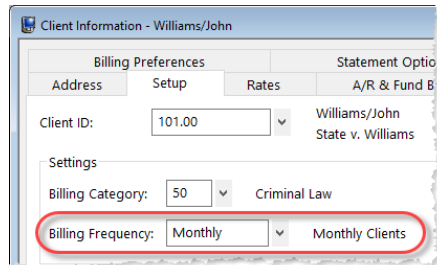 Client Information - Williams/John
Billing Preferences
Statement Optio
Address
Setup
Rates
A/R & Fund B
Client ID:
101.00
Williams/John
State v. Williams
Settings
Billing Category:
50
Criminal Law
Billing Frequency:
Monthly
Monthly Clients